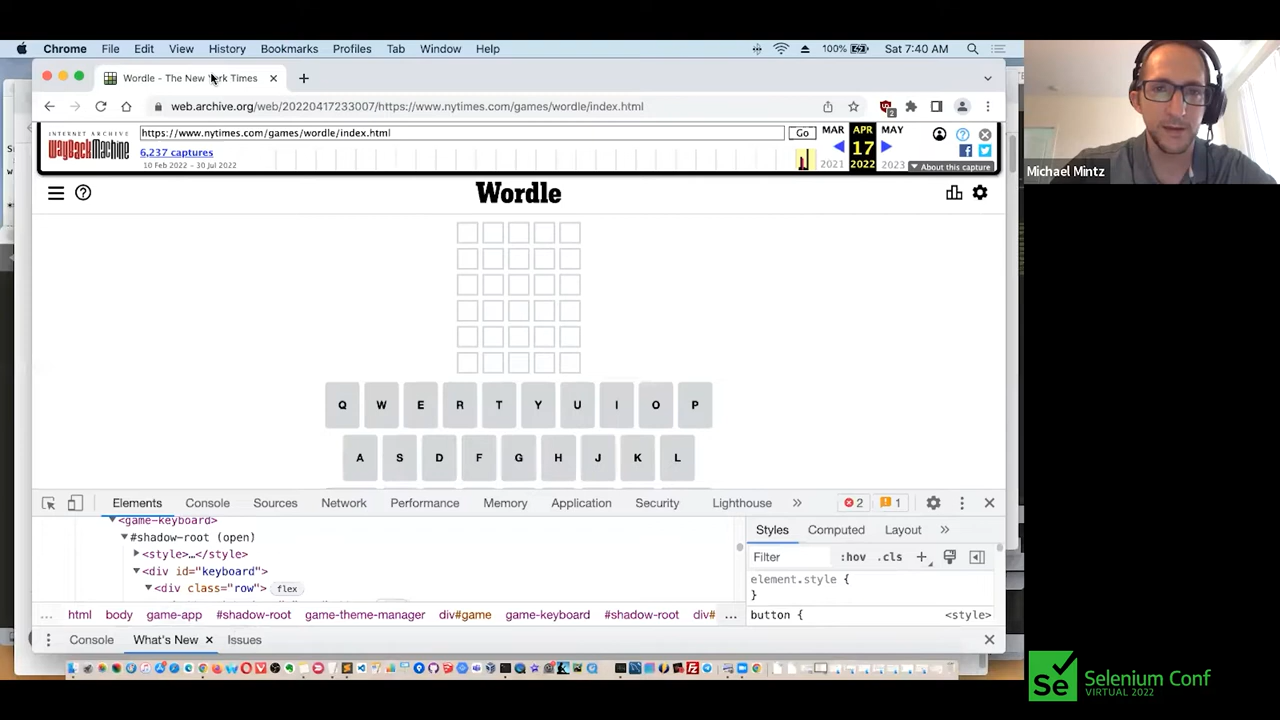 Chrome File Edit View History Bookmarks Profiles Tab Window Help 100% Sat 7:40 AM
Wordle - The New York Times
web.archive.org/web/20220417233007/https://www.nytimes.com/games/wordle/index.html
2
INTERNET ARCHIVE
WayBackMachine
https://www.nytimes.com/games/wordle/index.html Go
6,237 captures
10 Feb 2022 - 30 Jul 2022
MAR APR MAY
17
2021 2022 2023
About this capture
Wordle
Q W E R T Y U I O P
A S D F G H J K L
Elements Console Sources Network Performance Memory Application Security Lighthouse » 2 1
<game-keyboard>
#shadow-root (open)
<style>…</style>
<div id="keyboard">
<div class="row"> flex
Styles Computed Layout »
Filter :hov .cls
element.style {
}
button { <style>
... html body game-app #shadow-root game-theme-manager div#game game-keyboard #shadow-root div# ...
Console What's New Issues
Michael Mintz
Se Selenium Conf
VIRTUAL 2022